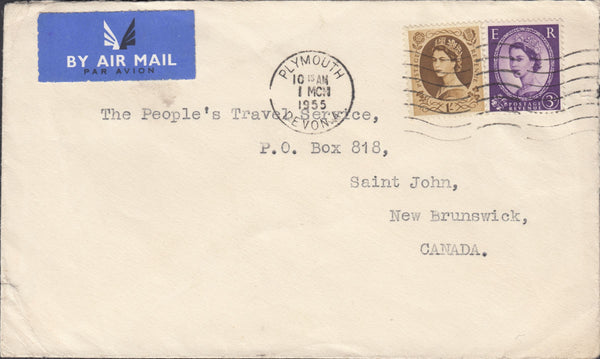 BY AIR MAIL
PAR AVION
PLYMOUTH
10 15 AM
1 MCH
1955
DEVON
E R
POSTAGE
REVENUE
3D
The People's Travel Service,
P.O. Box 818,
Saint John,
New Brunswick,
CANADA.